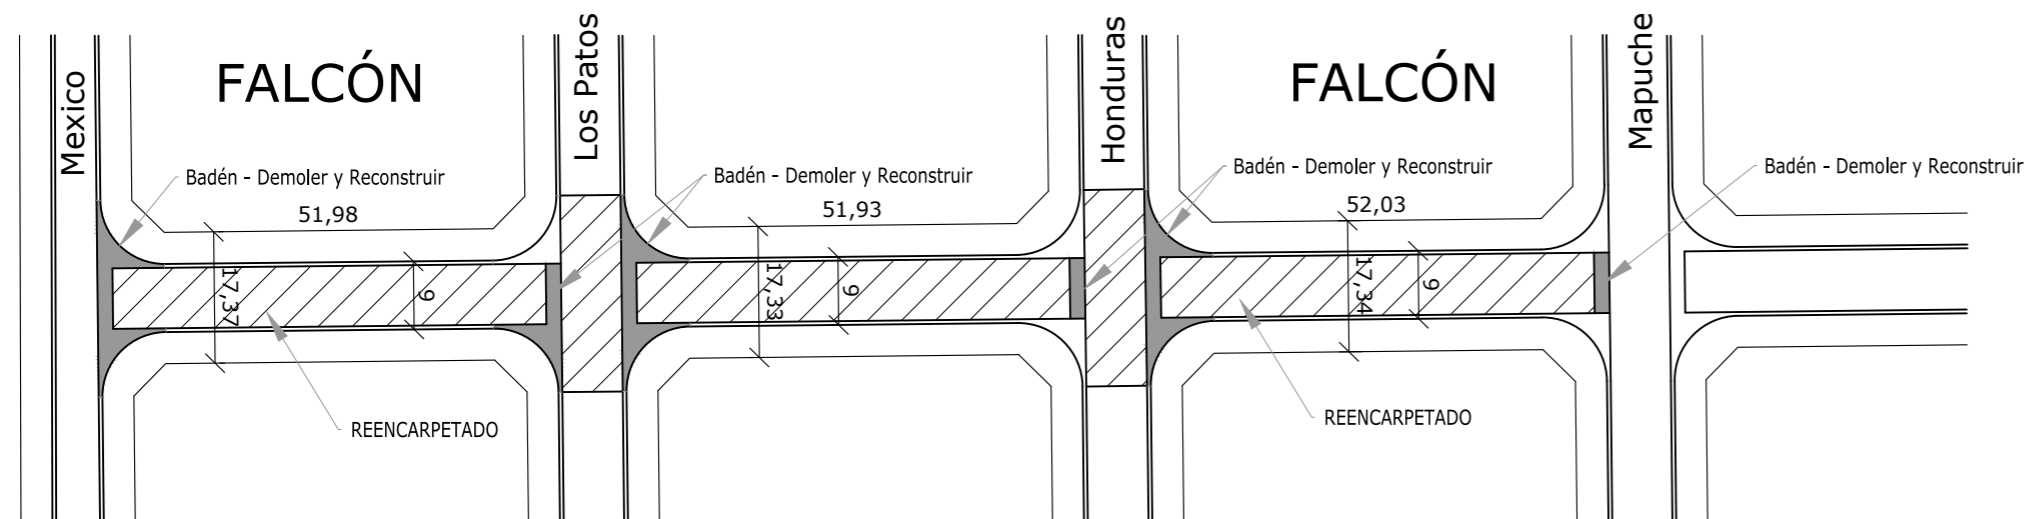 Mexico
FALCÓN
Los Patos
Honduras
FALCÓN
Mapuche
Badén - Demoler y Reconstruir
Badén - Demoler y Reconstruir
Badén - Demoler y Reconstruir
Badén - Demoler y Reconstruir
51,98
51,93
52,03
17,37
9
17,33
9
17,34
9
REENCARPETADO
REENCARPETADO